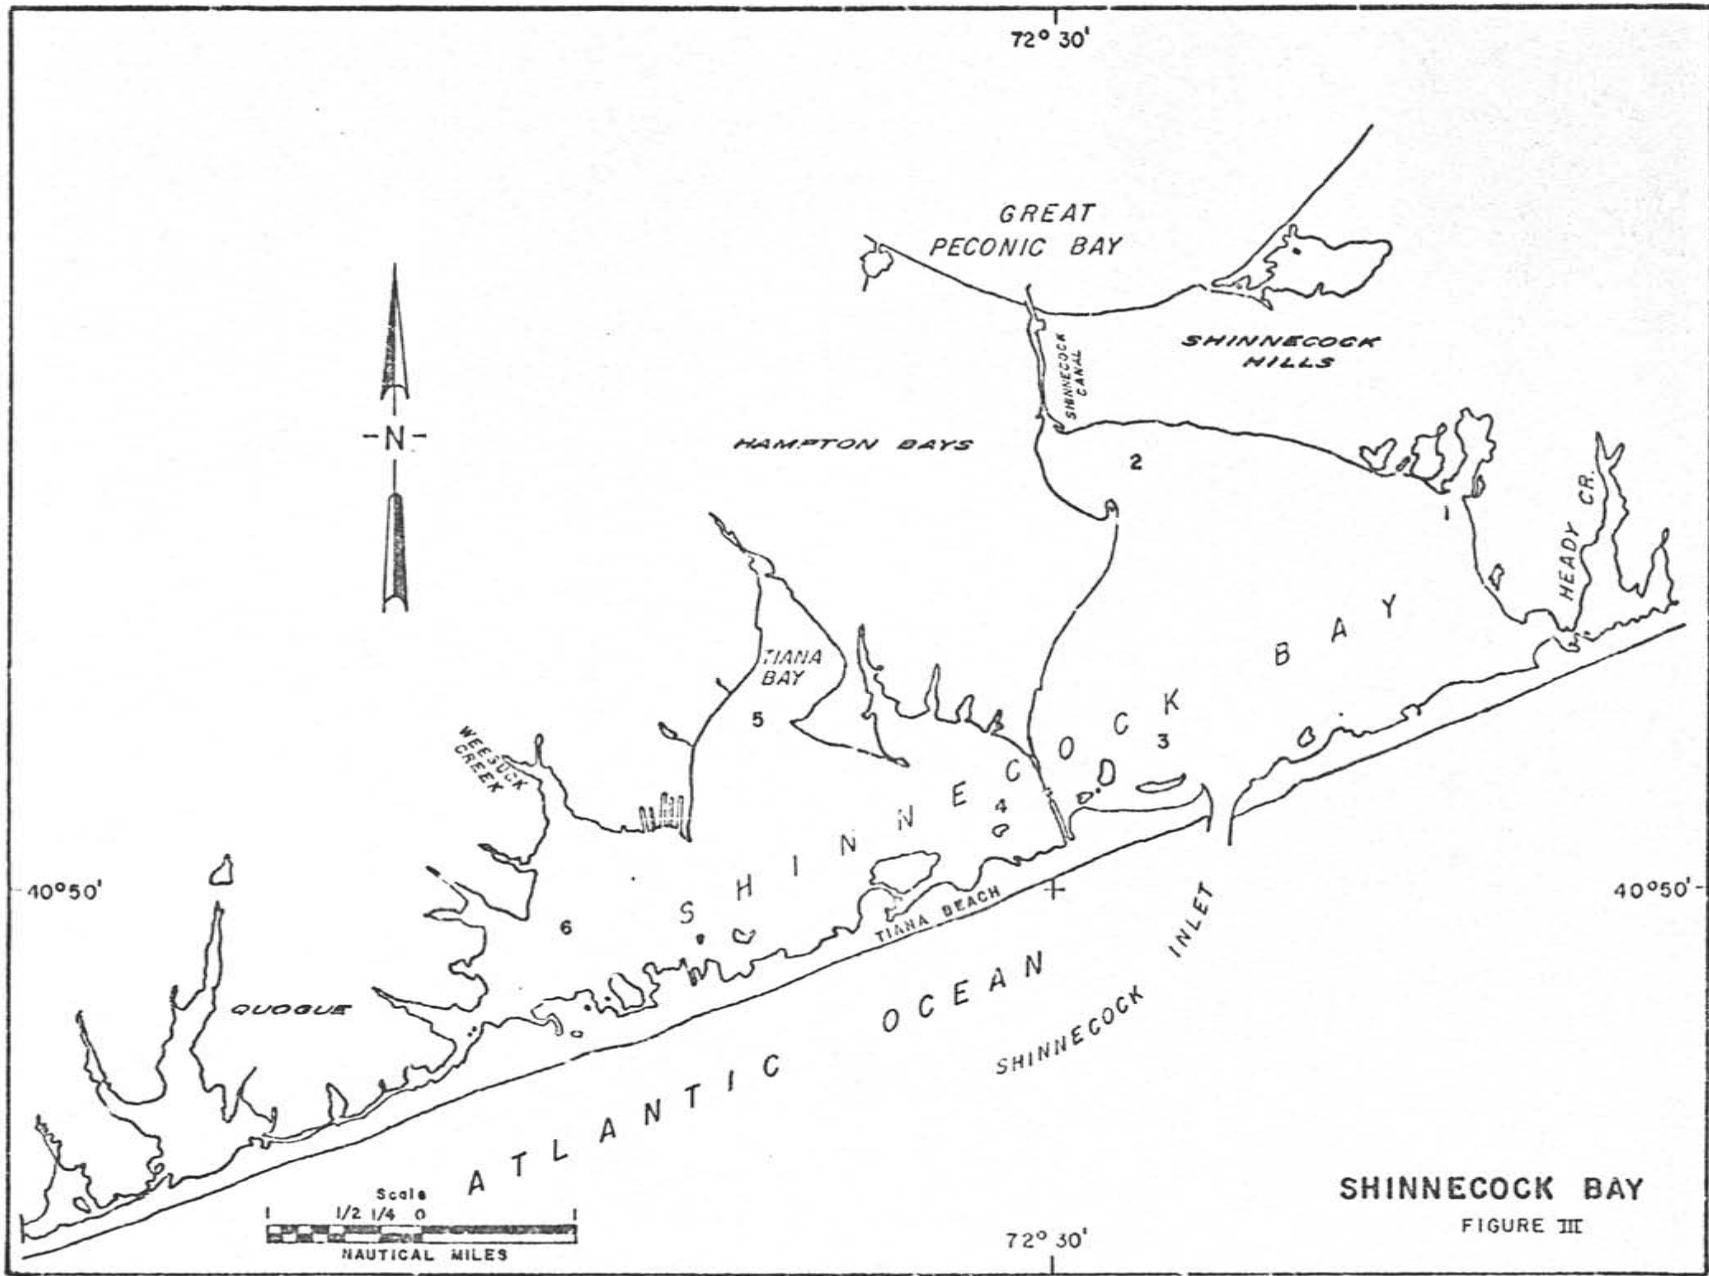 72° 30'
GREAT
PECONIC BAY
SHINNECOCK
HILLS
SHINNECOCK
CANAL
-N-
HAMPTON BAYS
2
1
HEADY CR.
TIANA
BAY
5
WEESUCK
CREEK
SHINNECOCK BAY
3
4
6
40°50'
40°50'
TIANA BEACH
QUOGUE
ATLANTIC OCEAN
SHINNECOCK INLET
Scale
1 1/2 1/4 0 1
NAUTICAL MILES
72° 30'
SHINNECOCK BAY
FIGURE III